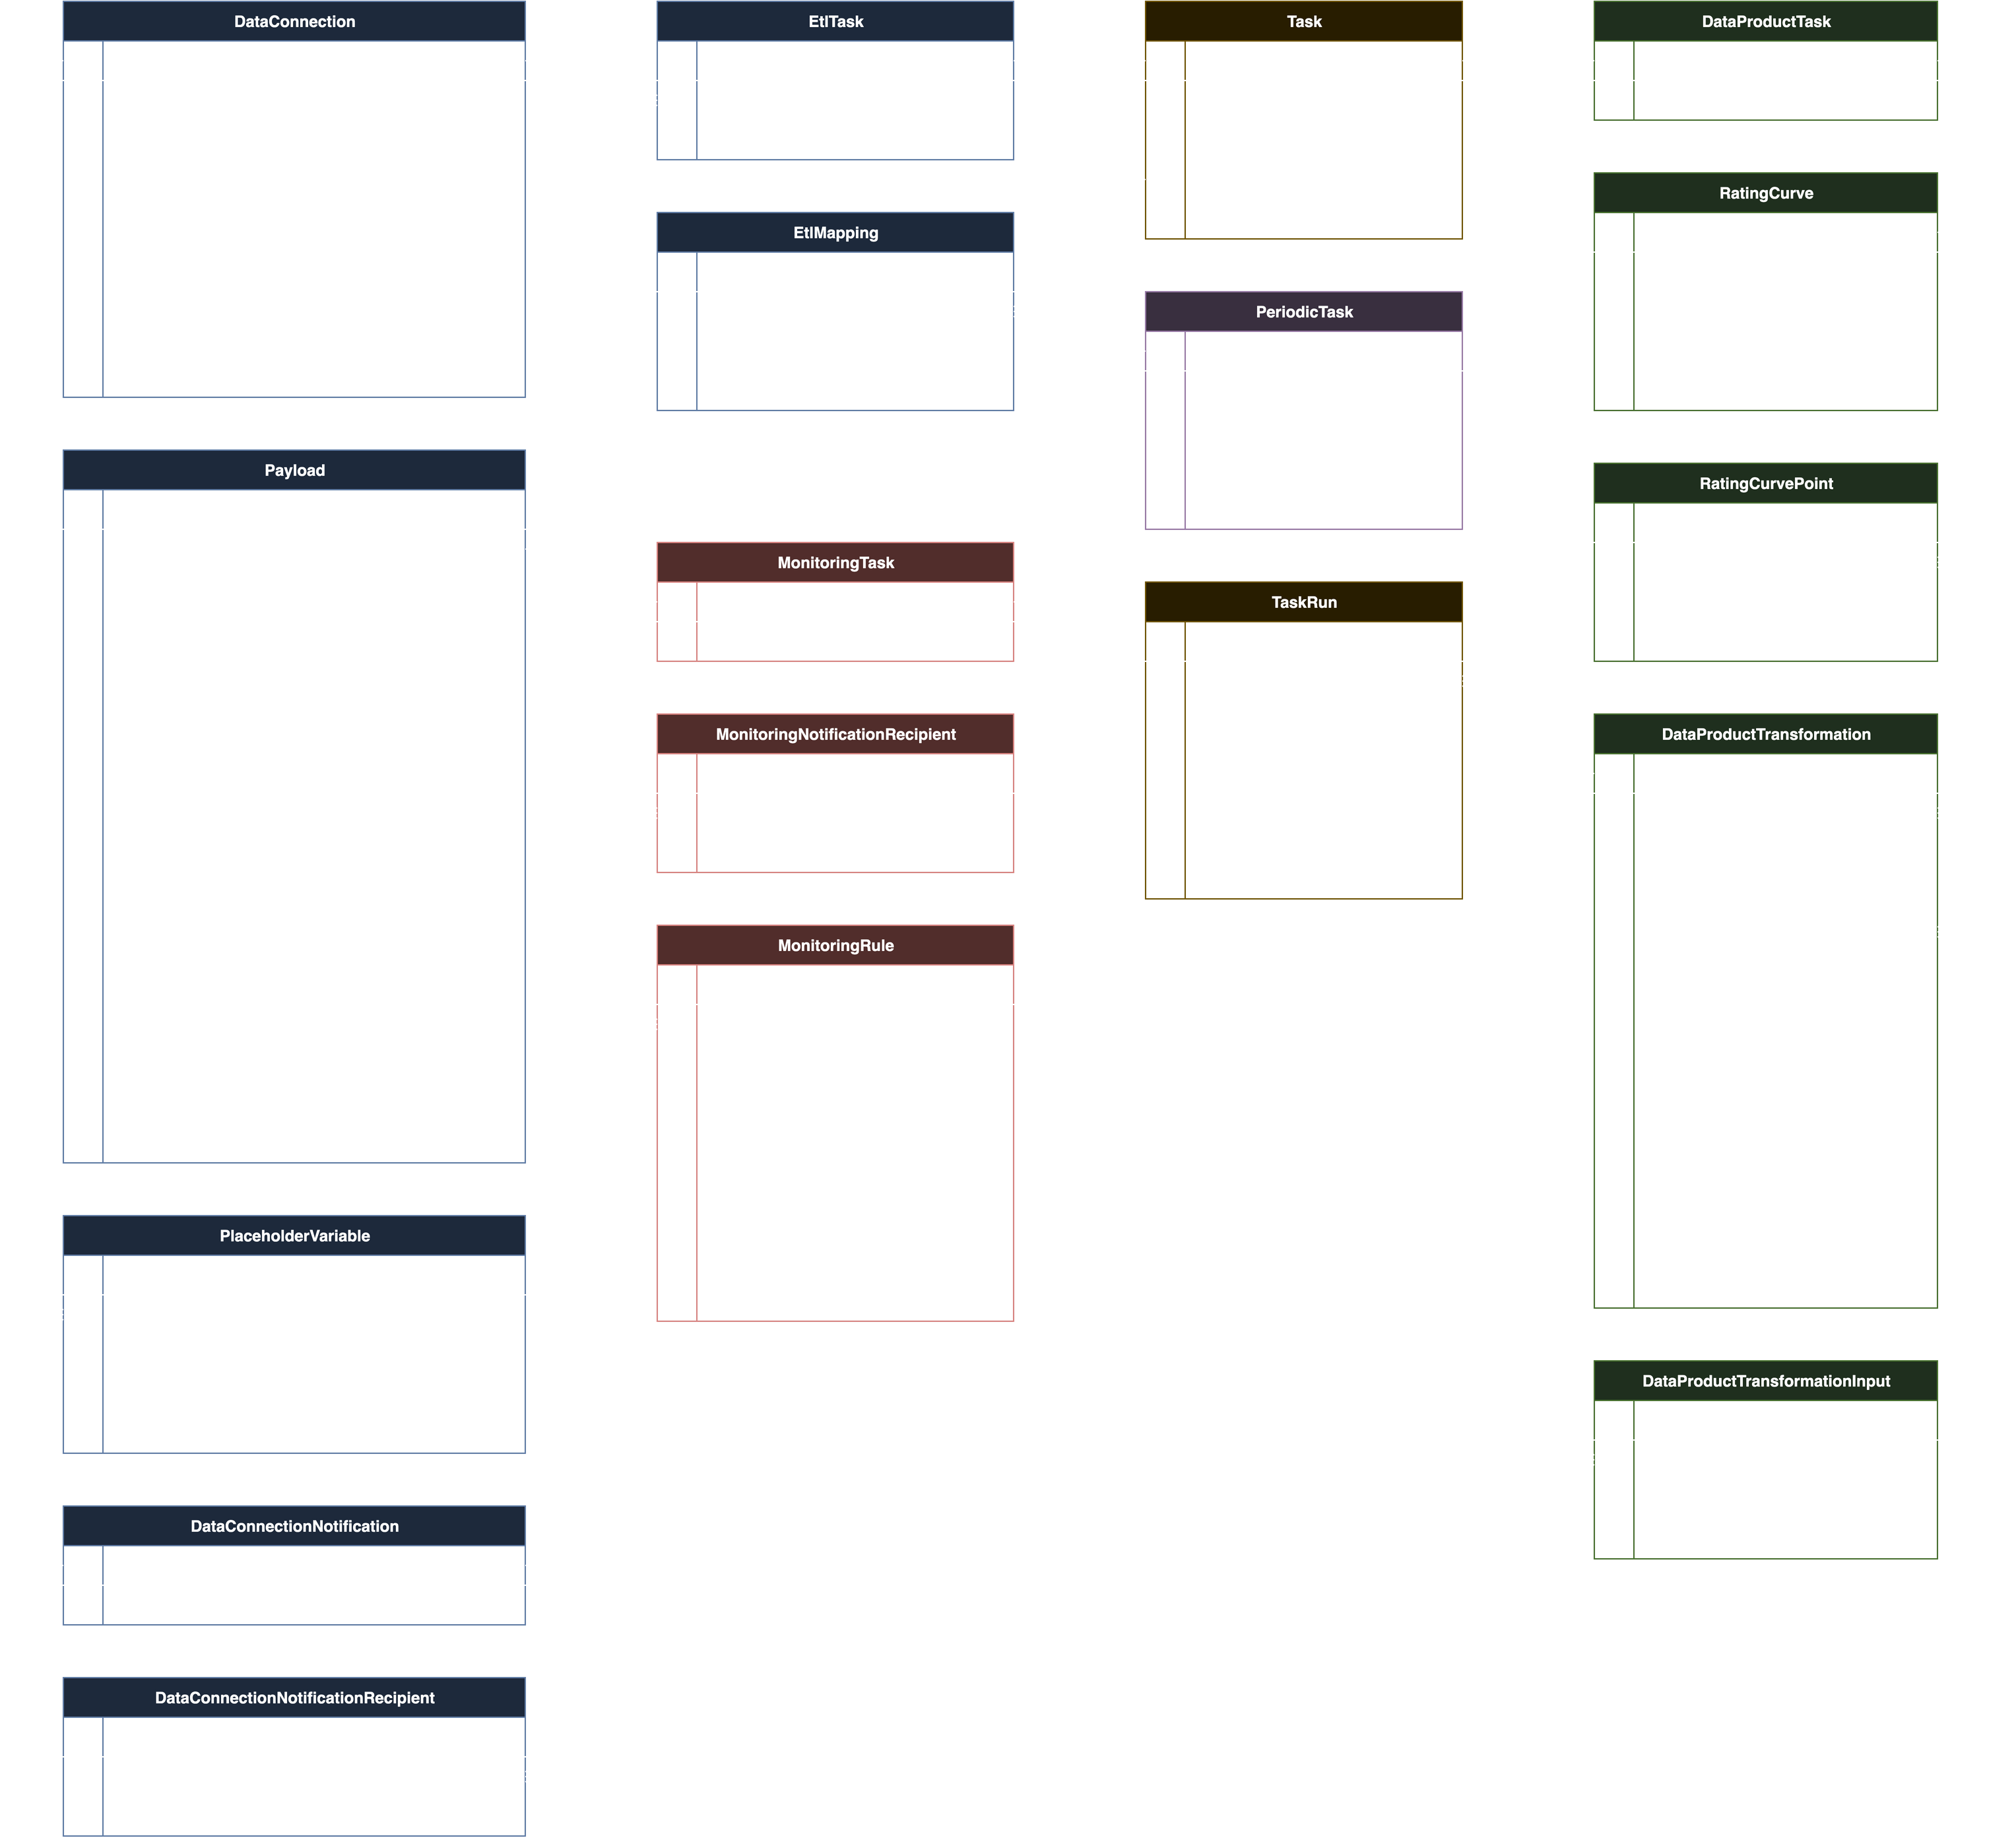 DataConnection
Payload
PlaceholderVariable
DataConnectionNotification
DataConnectionNotificationRecipient
EtlTask
EtlMapping
MonitoringTask
MonitoringNotificationRecipient
MonitoringRule
Task
PeriodicTask
TaskRun
DataProductTask
RatingCurve
RatingCurvePoint
DataProductTransformation
DataProductTransformationInput